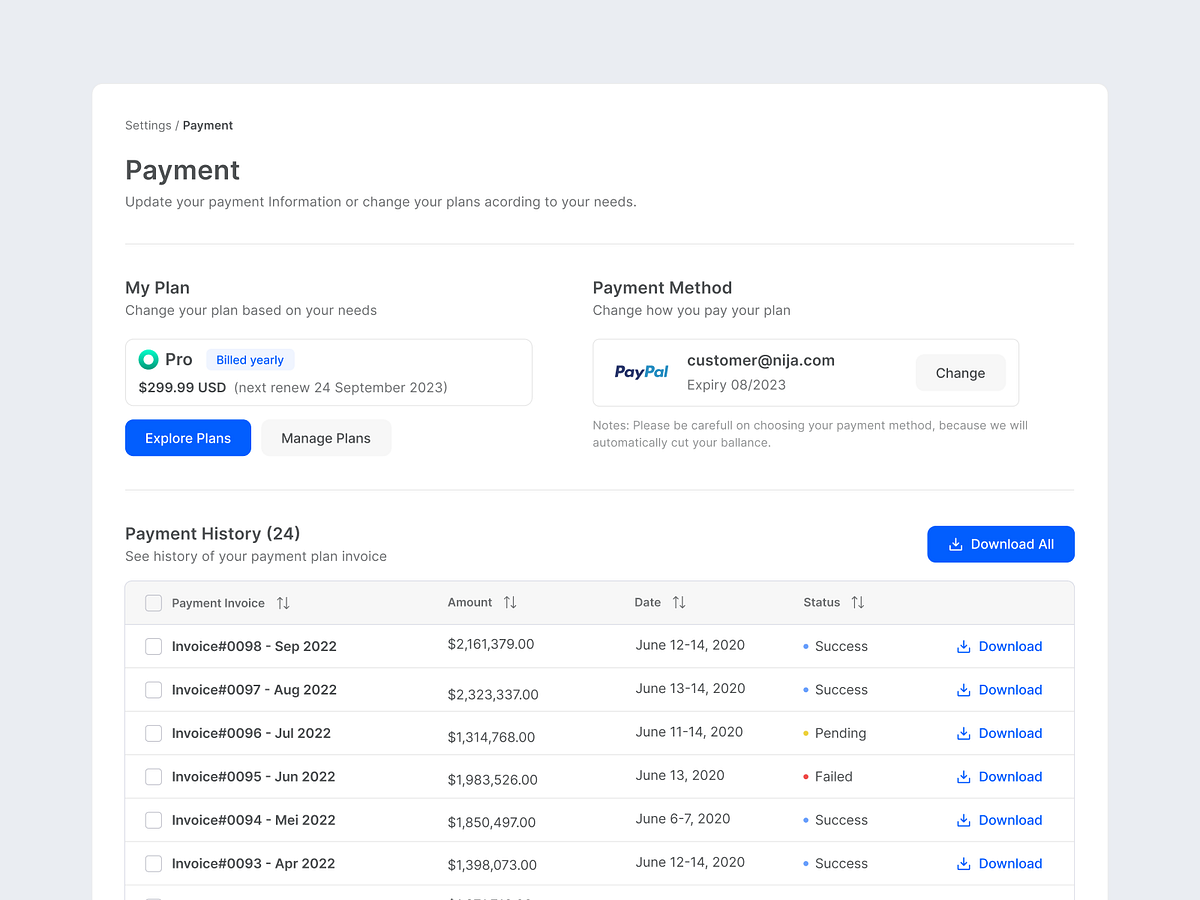 Settings / Payment
Payment
Update your payment Information or change your plans acording to your needs.
My Plan
Change your plan based on your needs
Pro Billed yearly
$299.99 USD (next renew 24 September 2023)
Explore Plans Manage Plans
Payment Method
Change how you pay your plan
PayPal customer@nija.com
Expiry 08/2023
Change
Notes: Please be carefull on choosing your payment method, because we will
automatically cut your ballance.
Payment History (24)
See history of your payment plan invoice
Download All
Payment Invoice Amount Date Status
Invoice#0098 - Sep 2022 $2,161,379.00 June 12-14, 2020 Success Download
Invoice#0097 - Aug 2022 $2,323,337.00 June 13-14, 2020 Success Download
Invoice#0096 - Jul 2022 $1,314,768.00 June 11-14, 2020 Pending Download
Invoice#0095 - Jun 2022 $1,983,526.00 June 13, 2020 Failed Download
Invoice#0094 - Mei 2022 $1,850,497.00 June 6-7, 2020 Success Download
Invoice#0093 - Apr 2022 $1,398,073.00 June 12-14, 2020 Success Download